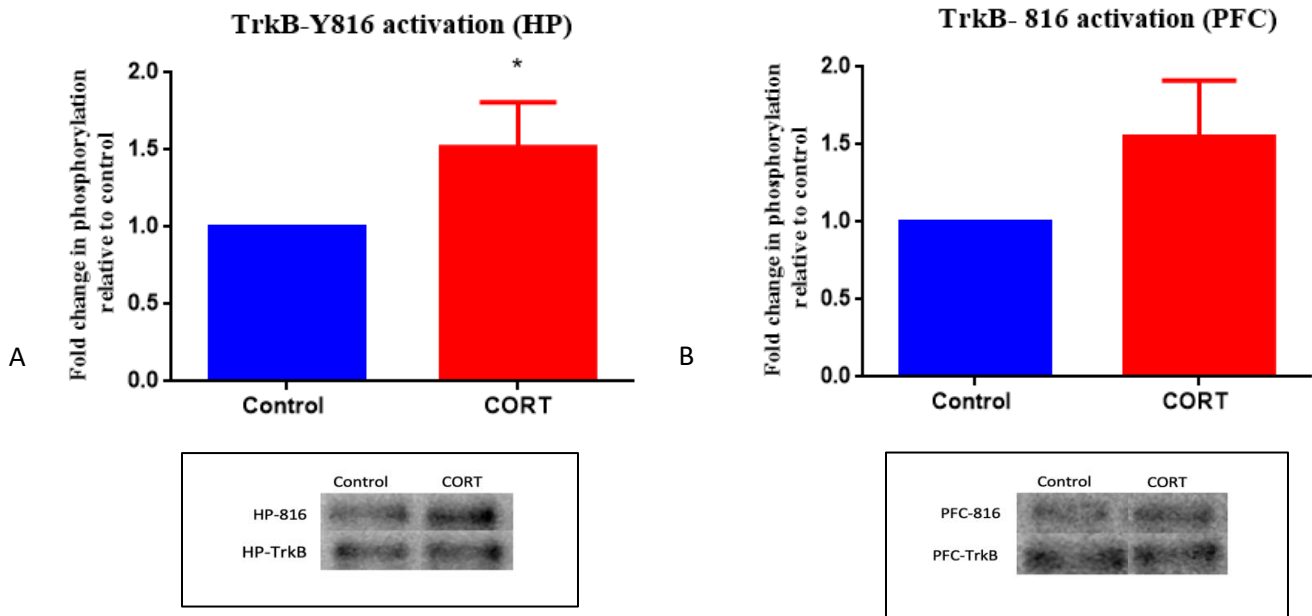 TrkB-Y816 activation (HP)
Fold change in phosphorylation
relative to control
2.0
1.5
1.0
0.5
0.0
*
Control
CORT
A
Control
CORT
HP-816
HP-TrkB
TrkB- 816 activation (PFC)
Fold change in phosphorylation
relative to control
2.0
1.5
1.0
0.5
0.0
Control
CORT
B
Control
CORT
PFC-816
PFC-TrkB